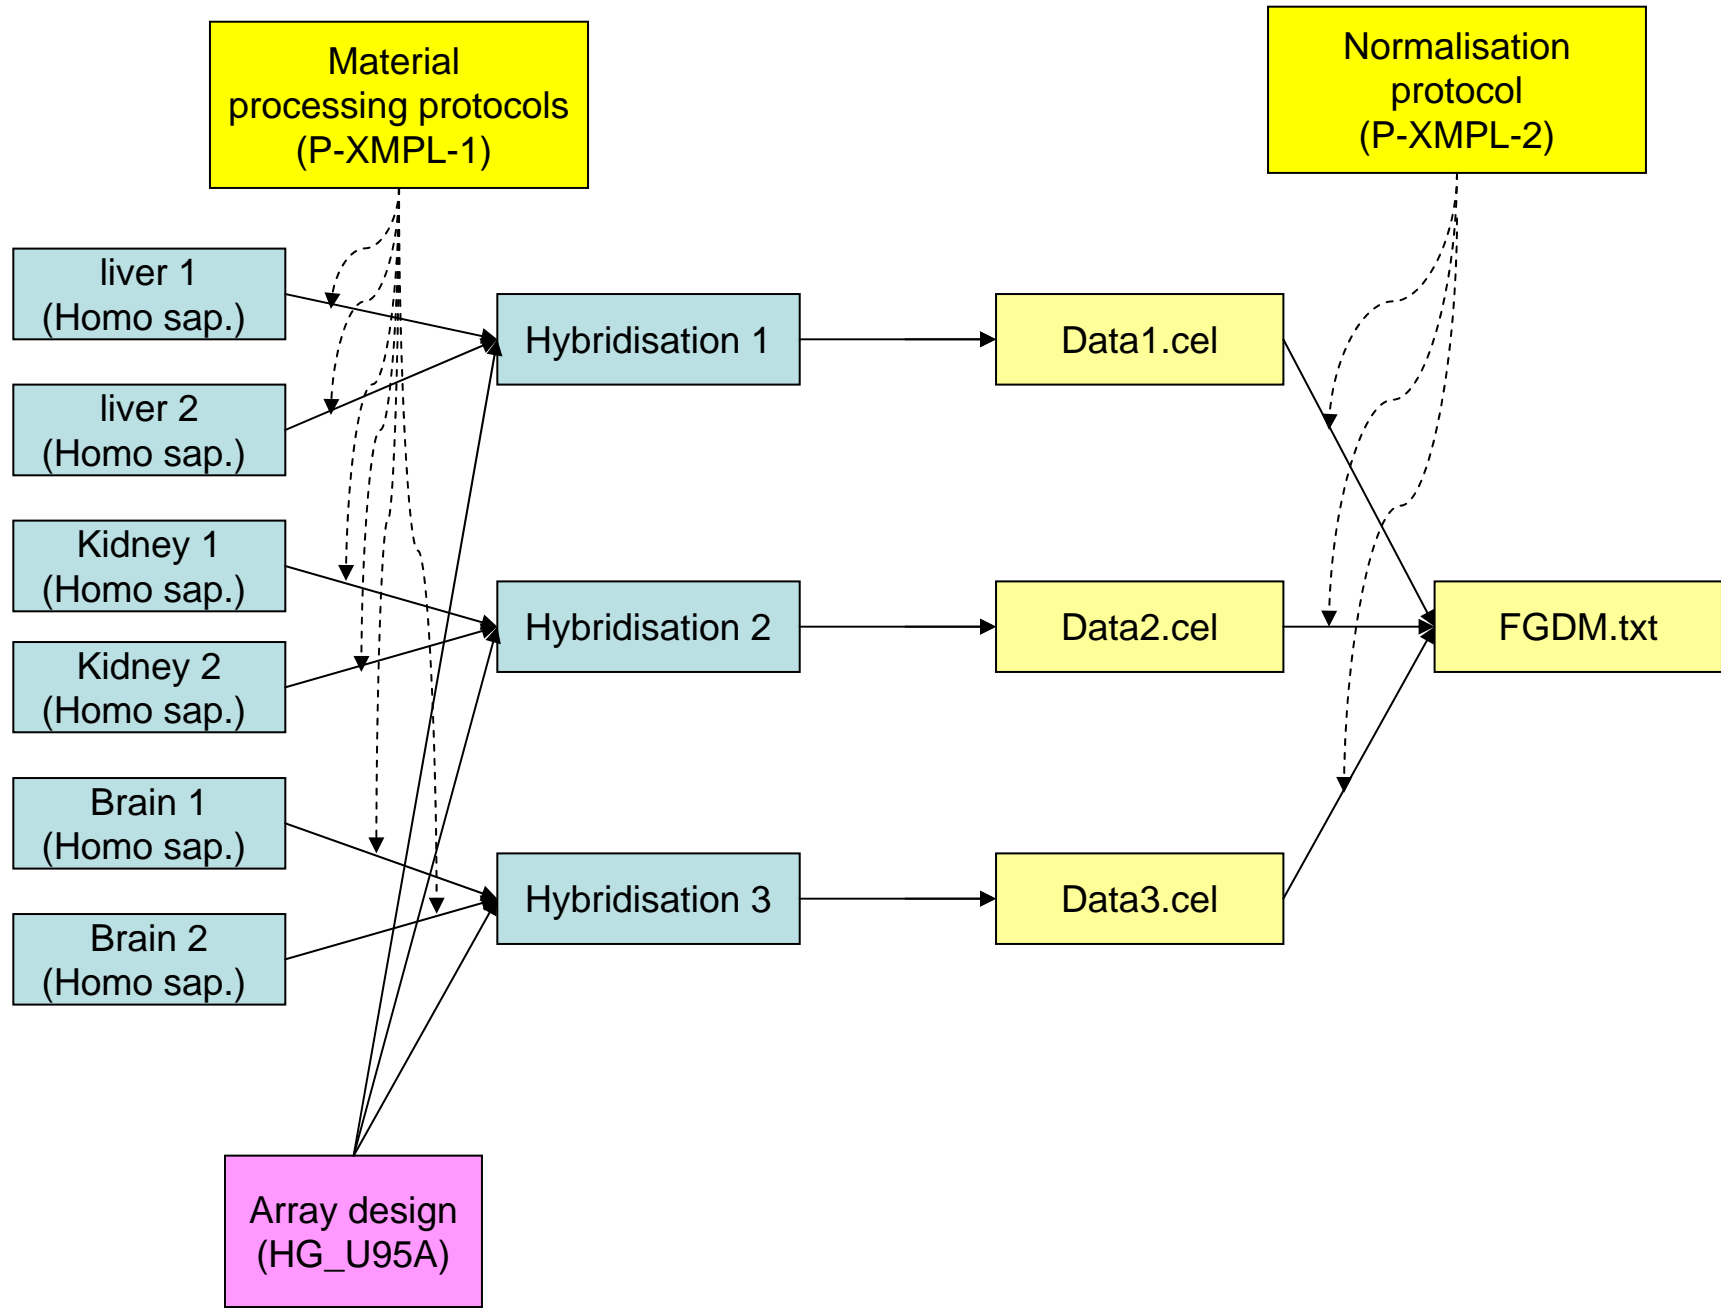 Material
processing protocols
(P-XMPL-1)
Normalisation
protocol
(P-XMPL-2)
liver 1
(Homo sap.)
liver 2
(Homo sap.)
Kidney 1
(Homo sap.)
Kidney 2
(Homo sap.)
Brain 1
(Homo sap.)
Brain 2
(Homo sap.)
Hybridisation 1
Data1.cel
Hybridisation 2
Data2.cel
FGDM.txt
Hybridisation 3
Data3.cel
Array design
(HG_U95A)